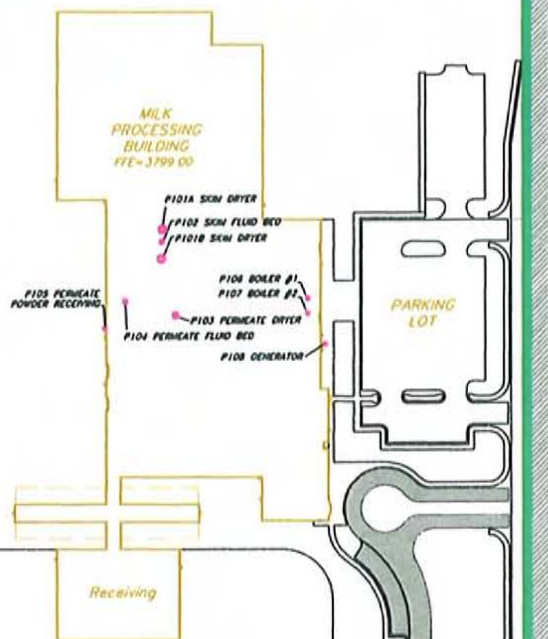 MILK
PROCESSING
BUILDING
FFE=3799.00
P101A SKIM DRYER
P102 SKIM FLUID BED
P101B SKIM DRYER
P106 BOILER #1
P107 BOILER #2
P105 PERMEATE
POWDER RECEIVING
P103 PERMEATE DRYER
P104 PERMEATE FLUID BED
P108 GENERATOR
PARKING
LOT
Receiving